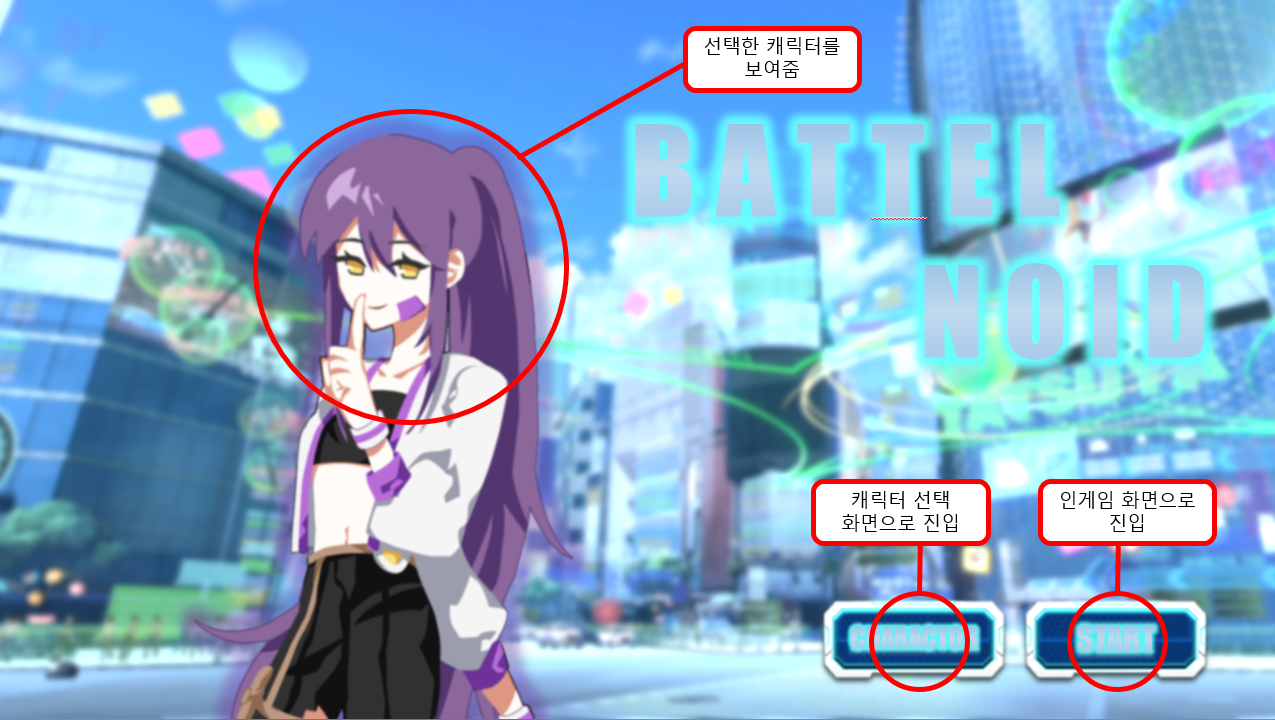 선택한 캐릭터를
보여줌
BATTEL
NOID
캐릭터 선택
화면으로 진입
인게임 화면으로
진입
CHARACTOR
START